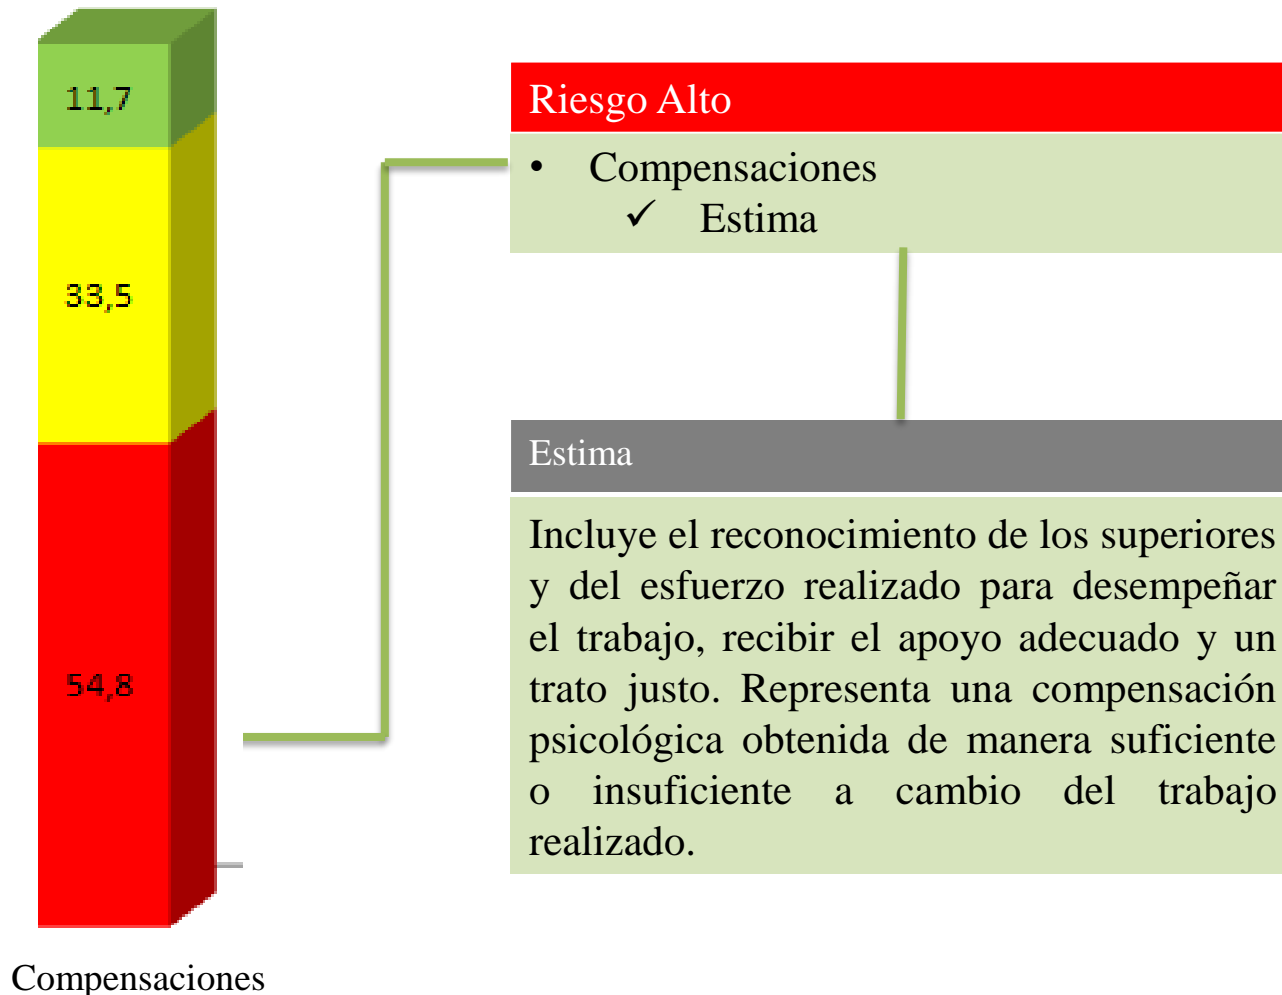 11,7
33,5
54,8
Compensaciones
Riesgo Alto
• Compensaciones
✓ Estima
Estima
Incluye el reconocimiento de los superiores
y del esfuerzo realizado para desempeñar
el trabajo, recibir el apoyo adecuado y un
trato justo. Representa una compensación
psicológica obtenida de manera suficiente
o insuficiente a cambio del trabajo
realizado.